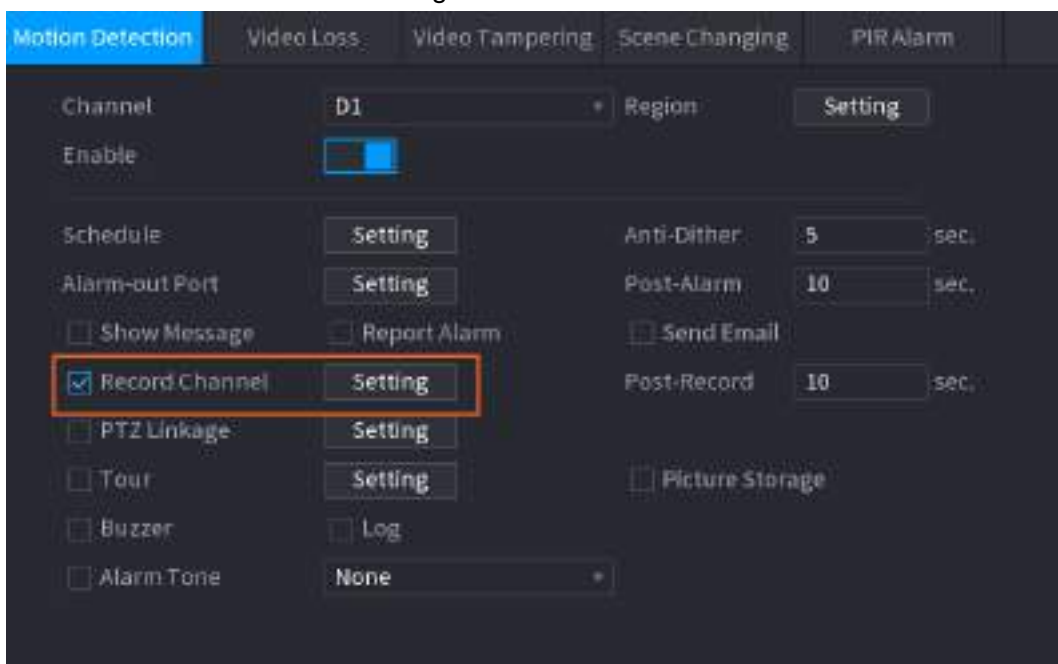 Motion Detection Video Loss Video Tampering Scene Changing PIR Alarm
Channel D1 Region Setting
Enable
Schedule Setting Anti-Dither 5 sec.
Alarm-out Port Setting Post-Alarm 10 sec.
Show Message Report Alarm Send Email
Record Channel Setting Post-Record 10 sec.
PTZ Linkage Setting
Tour Setting Picture Storage
Buzzer Log
Alarm Tone None